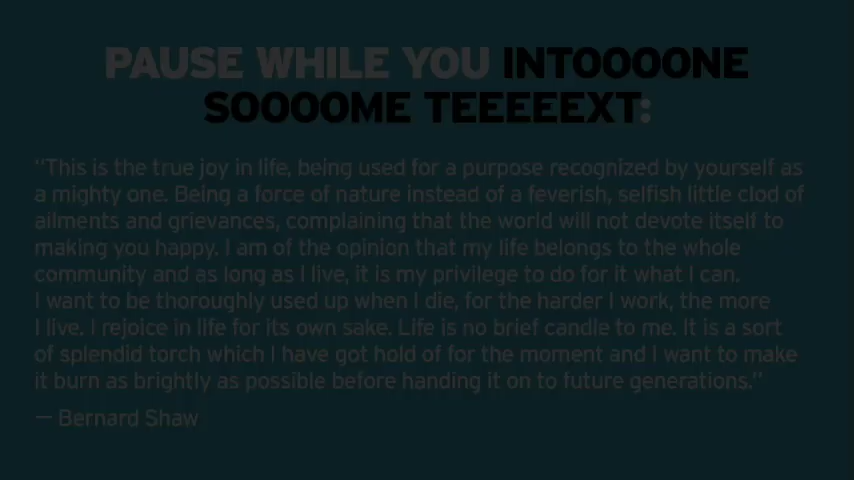 PAUSE WHILE YOU INTOOOONE
SOOOOME TEEEEEXT:
“This is the true joy in life, being used for a purpose recognized by yourself as
a mighty one. Being a force of nature instead of a feverish, selfish little clod of
ailments and grievances, complaining that the world will not devote itself to
making you happy. I am of the opinion that my life belongs to the whole
community and as long as I live, it is my privilege to do for it what I can.
I want to be thoroughly used up when I die, for the harder I work, the more
I live. I rejoice in life for its own sake. Life is no brief candle to me. It is a sort
of splendid torch which I have got hold of for the moment and I want to make
it burn as brightly as possible before handing it on to future generations.”
— Bernard Shaw